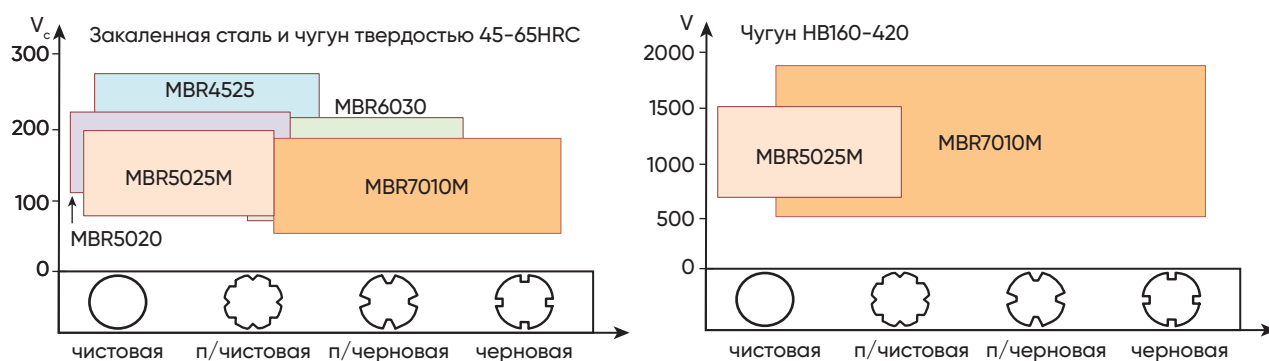 V_c
Закаленная сталь и чугун твердостью 45-65HRC
300
MBR4525
MBR6030
200
MBR5025M
MBR7010M
100
MBR5020
0
чистовая п/чистовая п/черновая черновая
V
Чугун HB160-420
2000
1500
MBR7010M
MBR5025M
1000
500
0
чистовая п/чистовая п/черновая черновая